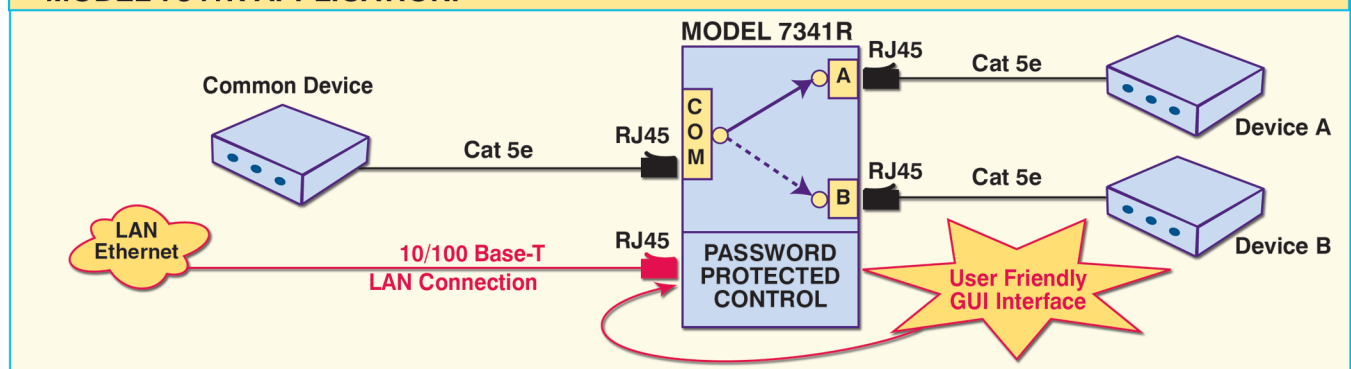 MODEL 7341R
Common Device
RJ45
Cat 5e
COM
A
RJ45
Cat 5e
Device A
B
RJ45
Cat 5e
Device B
LAN
Ethernet
10/100 Base-T
LAN Connection
RJ45
PASSWORD
PROTECTED
CONTROL
User Friendly
GUI Interface